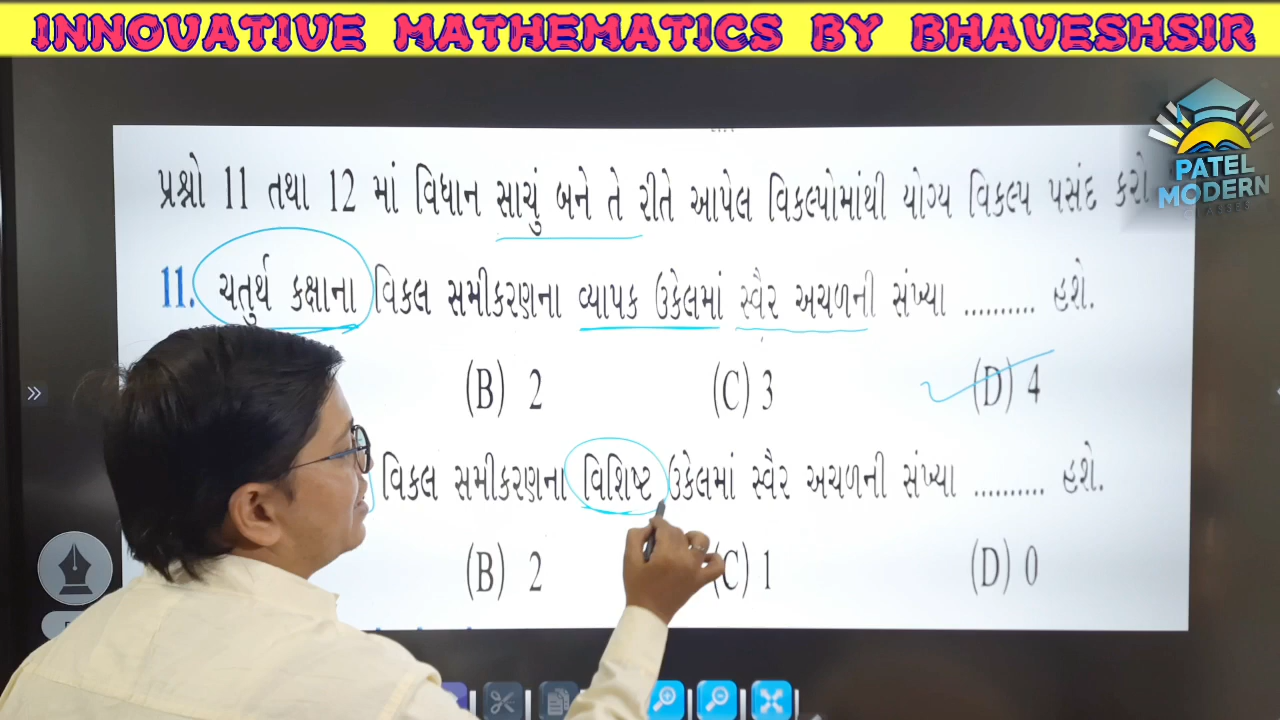 INNOVATIVE MATHEMATICS BY BHAVESHSIR
PATEL
MODERN
CLASSES
પ્રશ્નો 11 તથા 12 માં વિધાન સાચું બને તે રીતે આપેલ વિકલ્પોમાંથી યોગ્ય વિકલ્પ પસંદ કરો
11. ચતુર્થ કક્ષાના વિકલ સમીકરણના વ્યાપક ઉકેલમાં સ્વૈર અચળની સંખ્યા .......... હશે.
(B) 2 (C) 3 (D) 4
વિકલ સમીકરણના વિશિષ્ટ ઉકેલમાં સ્વૈર અચળની સંખ્યા .......... હશે.
(B) 2 (C) 1 (D) 0